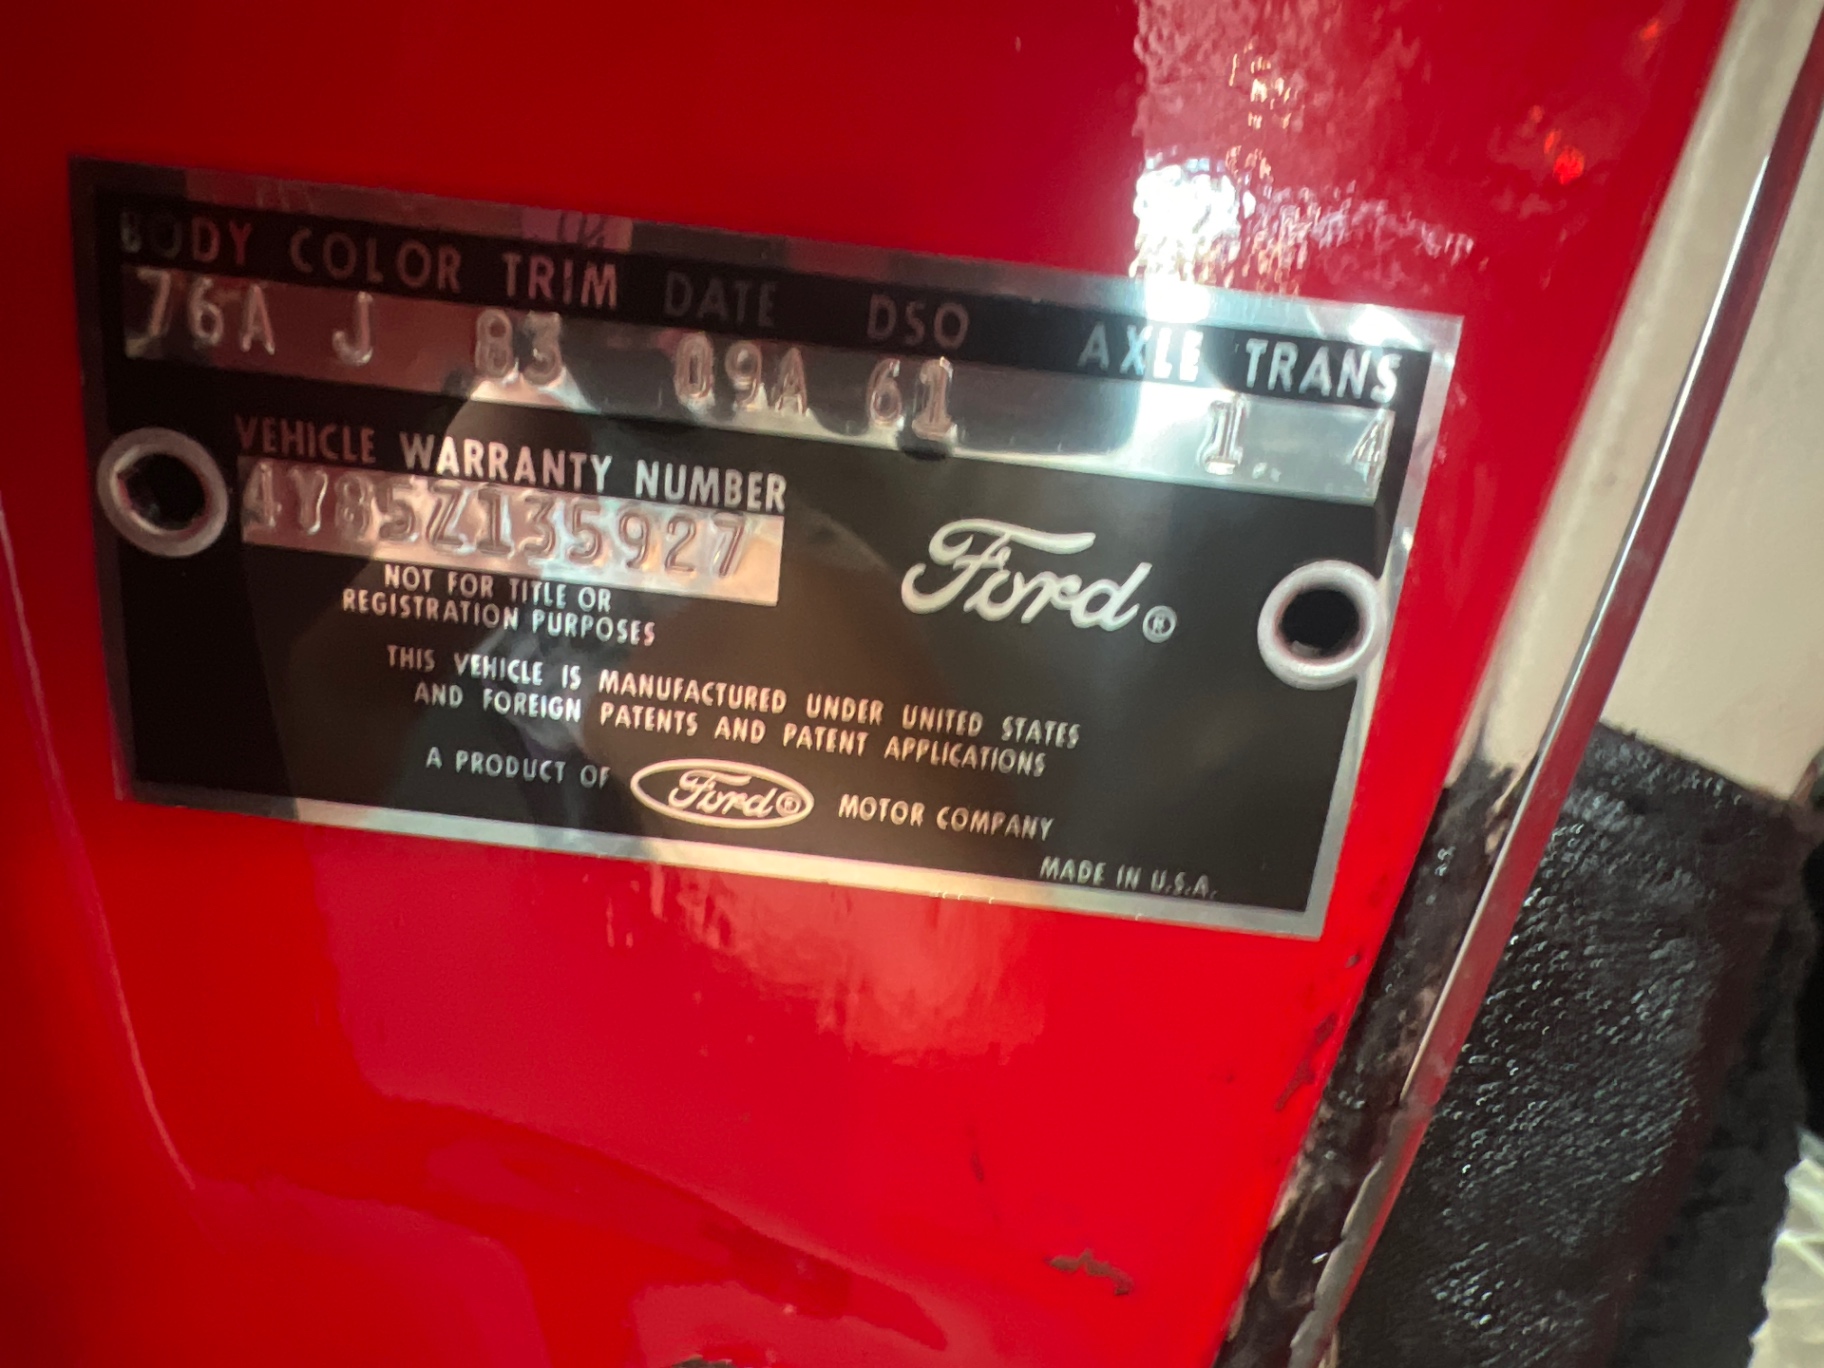 BODY COLOR TRIM DATE DSO AXLE TRANS
76A J 83 09A 61 1 4
VEHICLE WARRANTY NUMBER
4Y85Z135927
NOT FOR TITLE OR
REGISTRATION PURPOSES
Ford®
THIS VEHICLE IS MANUFACTURED UNDER UNITED STATES
AND FOREIGN PATENTS AND PATENT APPLICATIONS
A PRODUCT OF Ford® MOTOR COMPANY
MADE IN U.S.A.